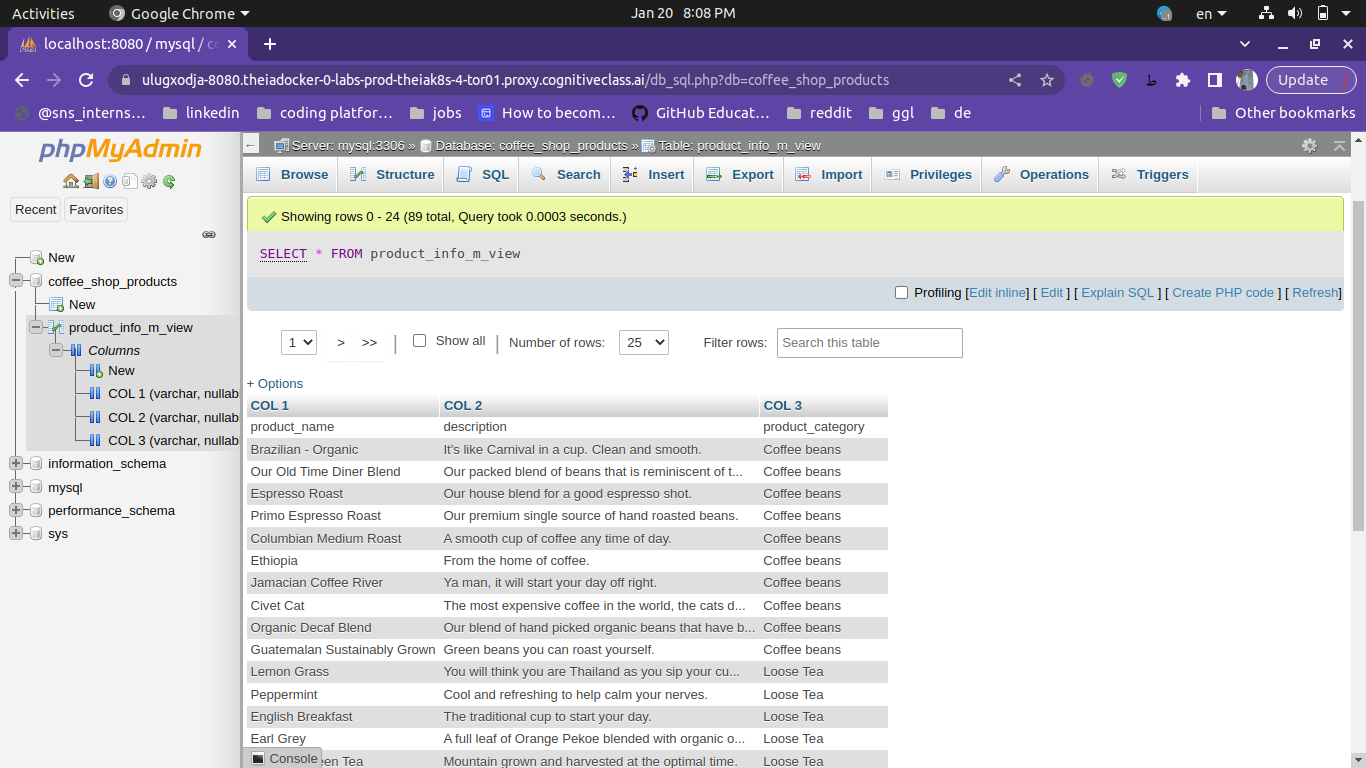 Activities Google Chrome Jan 20 8:08 PM en
localhost:8080 / mysql /
ulugxodja-8080.theiadocker-0-labs-prod-theiak8s-4-tor01.proxy.cognitiveclass.ai/db_sql.php?db=coffee_shop_products Update
@sns_interns… linkedin coding platfor… jobs How to becom… GitHub Educat… reddit ggl de Other bookmarks
phpMyAdmin
Recent Favorites
New
coffee_shop_products
New
product_info_m_view
Columns
New
COL 1 (varchar, nullab
COL 2 (varchar, nullab
COL 3 (varchar, nullab
information_schema
mysql
performance_schema
sys
← Server: mysql:3306 » Database: coffee_shop_products » Table: product_info_m_view
Browse Structure SQL Search Insert Export Import Privileges Operations Triggers
Showing rows 0 - 24 (89 total, Query took 0.0003 seconds.)
SELECT * FROM product_info_m_view
Profiling [Edit inline] [ Edit ] [ Explain SQL ] [ Create PHP code ] [ Refresh]
1 > >> | Show all | Number of rows: 25 Filter rows: Search this table
+ Options
COL 1 COL 2 COL 3
product_name description product_category
Brazilian - Organic It's like Carnival in a cup. Clean and smooth. Coffee beans
Our Old Time Diner Blend Our packed blend of beans that is reminiscent of t... Coffee beans
Espresso Roast Our house blend for a good espresso shot. Coffee beans
Primo Espresso Roast Our premium single source of hand roasted beans. Coffee beans
Columbian Medium Roast A smooth cup of coffee any time of day. Coffee beans
Ethiopia From the home of coffee. Coffee beans
Jamacian Coffee River Ya man, it will start your day off right. Coffee beans
Civet Cat The most expensive coffee in the world, the cats d... Coffee beans
Organic Decaf Blend Our blend of hand picked organic beans that have b... Coffee beans
Guatemalan Sustainably Grown Green beans you can roast yourself. Coffee beans
Lemon Grass You will think you are Thailand as you sip your cu... Loose Tea
Peppermint Cool and refreshing to help calm your nerves. Loose Tea
English Breakfast The traditional cup to start your day. Loose Tea
Earl Grey A full leaf of Orange Pekoe blended with organic o... Loose Tea
Console een Tea Mountain grown and harvested at the optimal time. Loose Tea